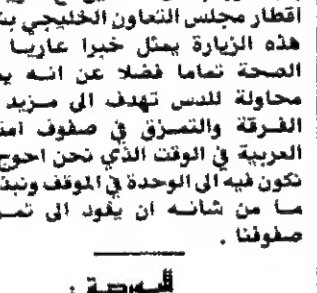 اقطار مجلس التعاون الخليجي
هذه الزيارة يمثل خبرا عاريا
الصحة تماما فضلا عن انه
محاولة للدس تهدف الى مزيد
الفرقة والتمزق في صفوف
العربية في الوقت الذي نحن احوج
نكون فيه الى الوحدة في الموقف
ما من شانه ان يقود الى
صفوفنا .